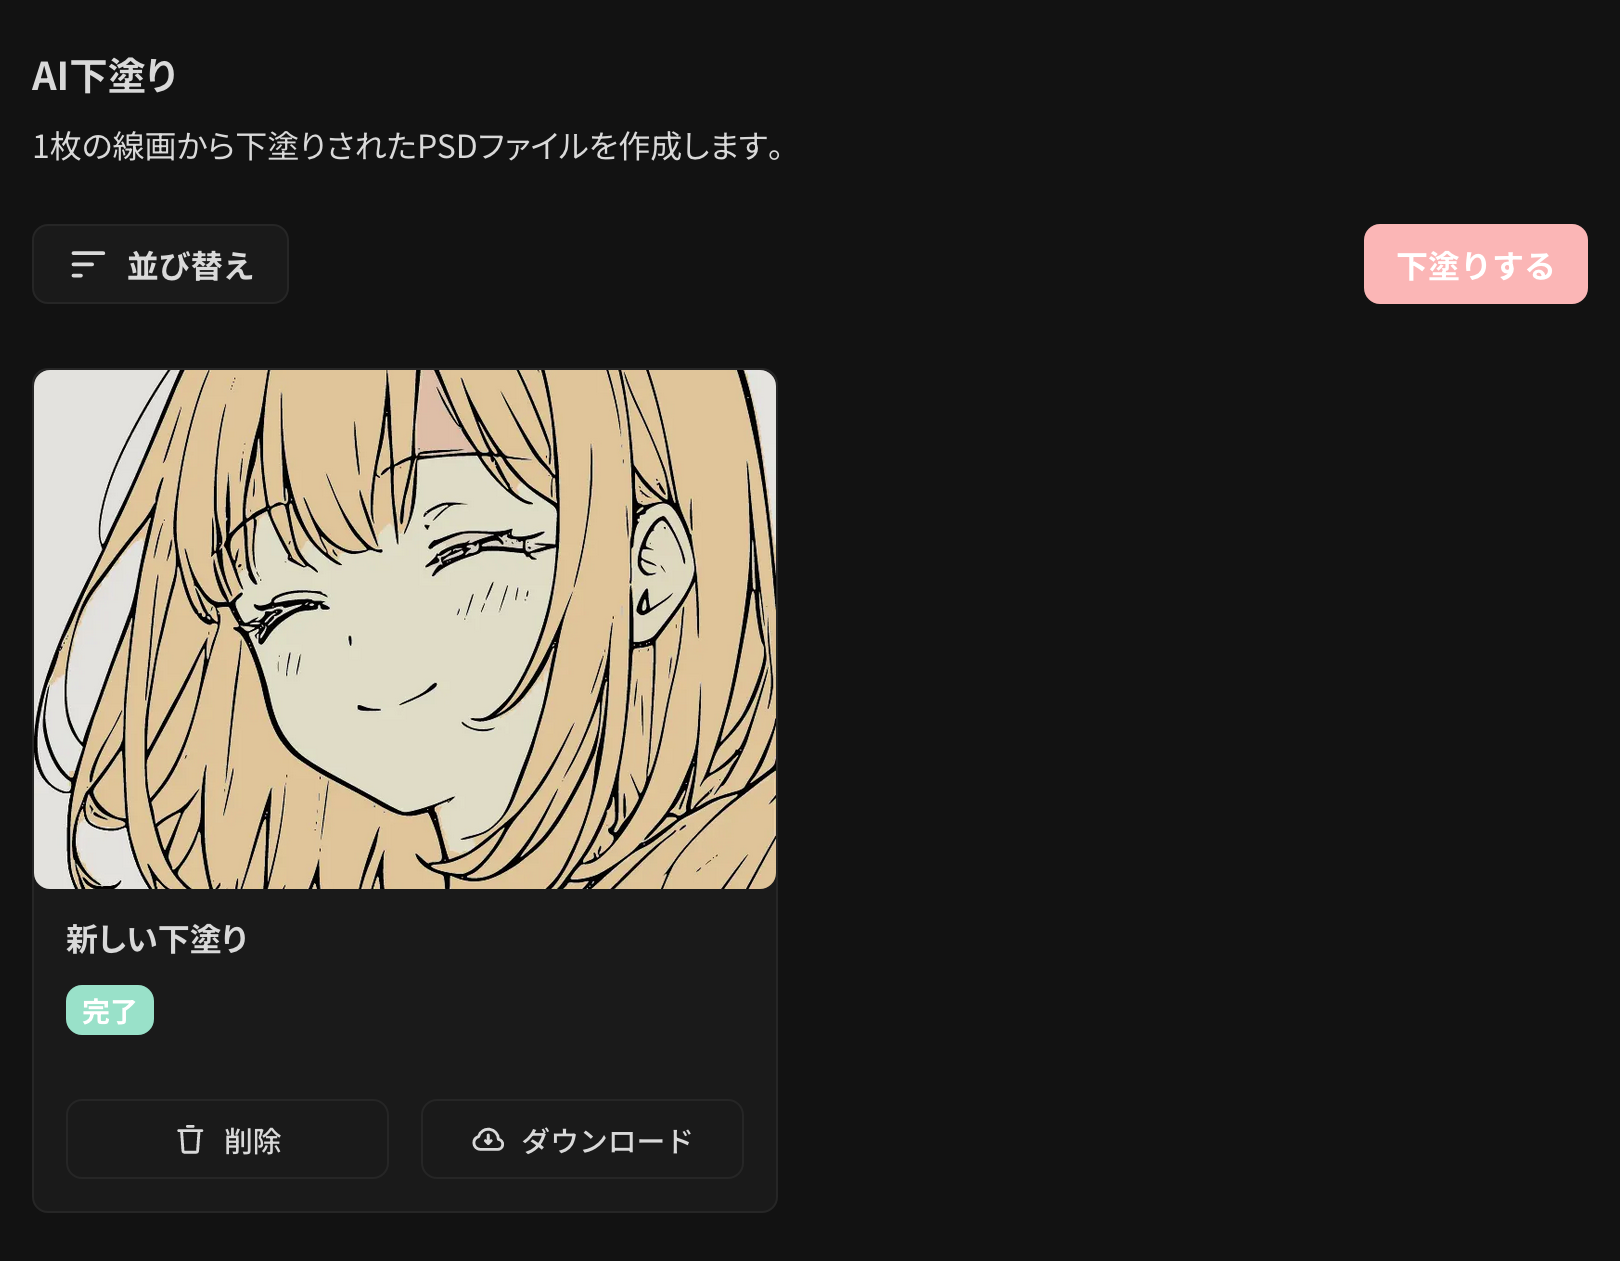 AI下塗り
1枚の線画から下塗りされたPSDファイルを作成します。
並び替え
下塗りする
新しい下塗り
完了
削除
ダウンロード